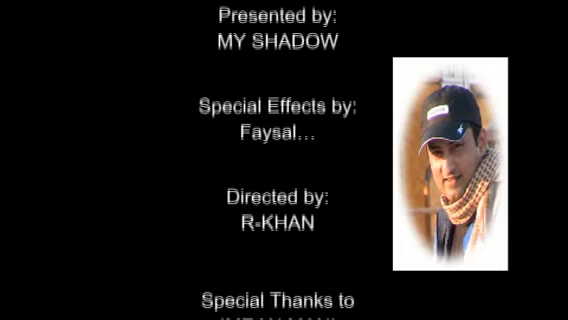 Presented by:
MY SHADOW
Special Effects by:
Faysal...
Directed by:
R-KHAN
Special Thanks to